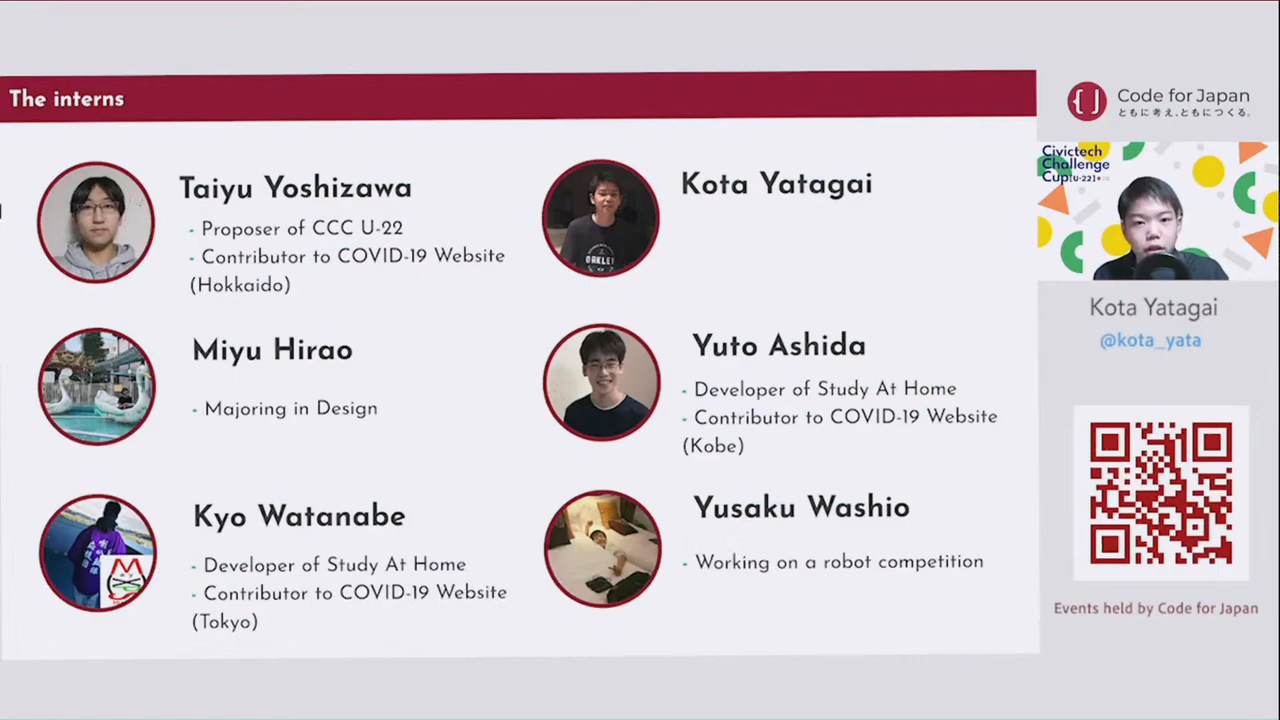 The interns
Taiyu Yoshizawa
- Proposer of CCC U-22
- Contributor to COVID-19 Website
(Hokkaido)
Miyu Hirao
- Majoring in Design
Kyo Watanabe
- Developer of Study At Home
- Contributor to COVID-19 Website
(Tokyo)
Kota Yatagai
OAKLEY
Yuto Ashida
- Developer of Study At Home
- Contributor to COVID-19 Website
(Kobe)
Yusaku Washio
- Working on a robot competition
Code for Japan
ともに考え、ともにつくる。
Civictech
Challenge
Cup[U-22]
Kota Yatagai
@kota_yata
Events held by Code for Japan